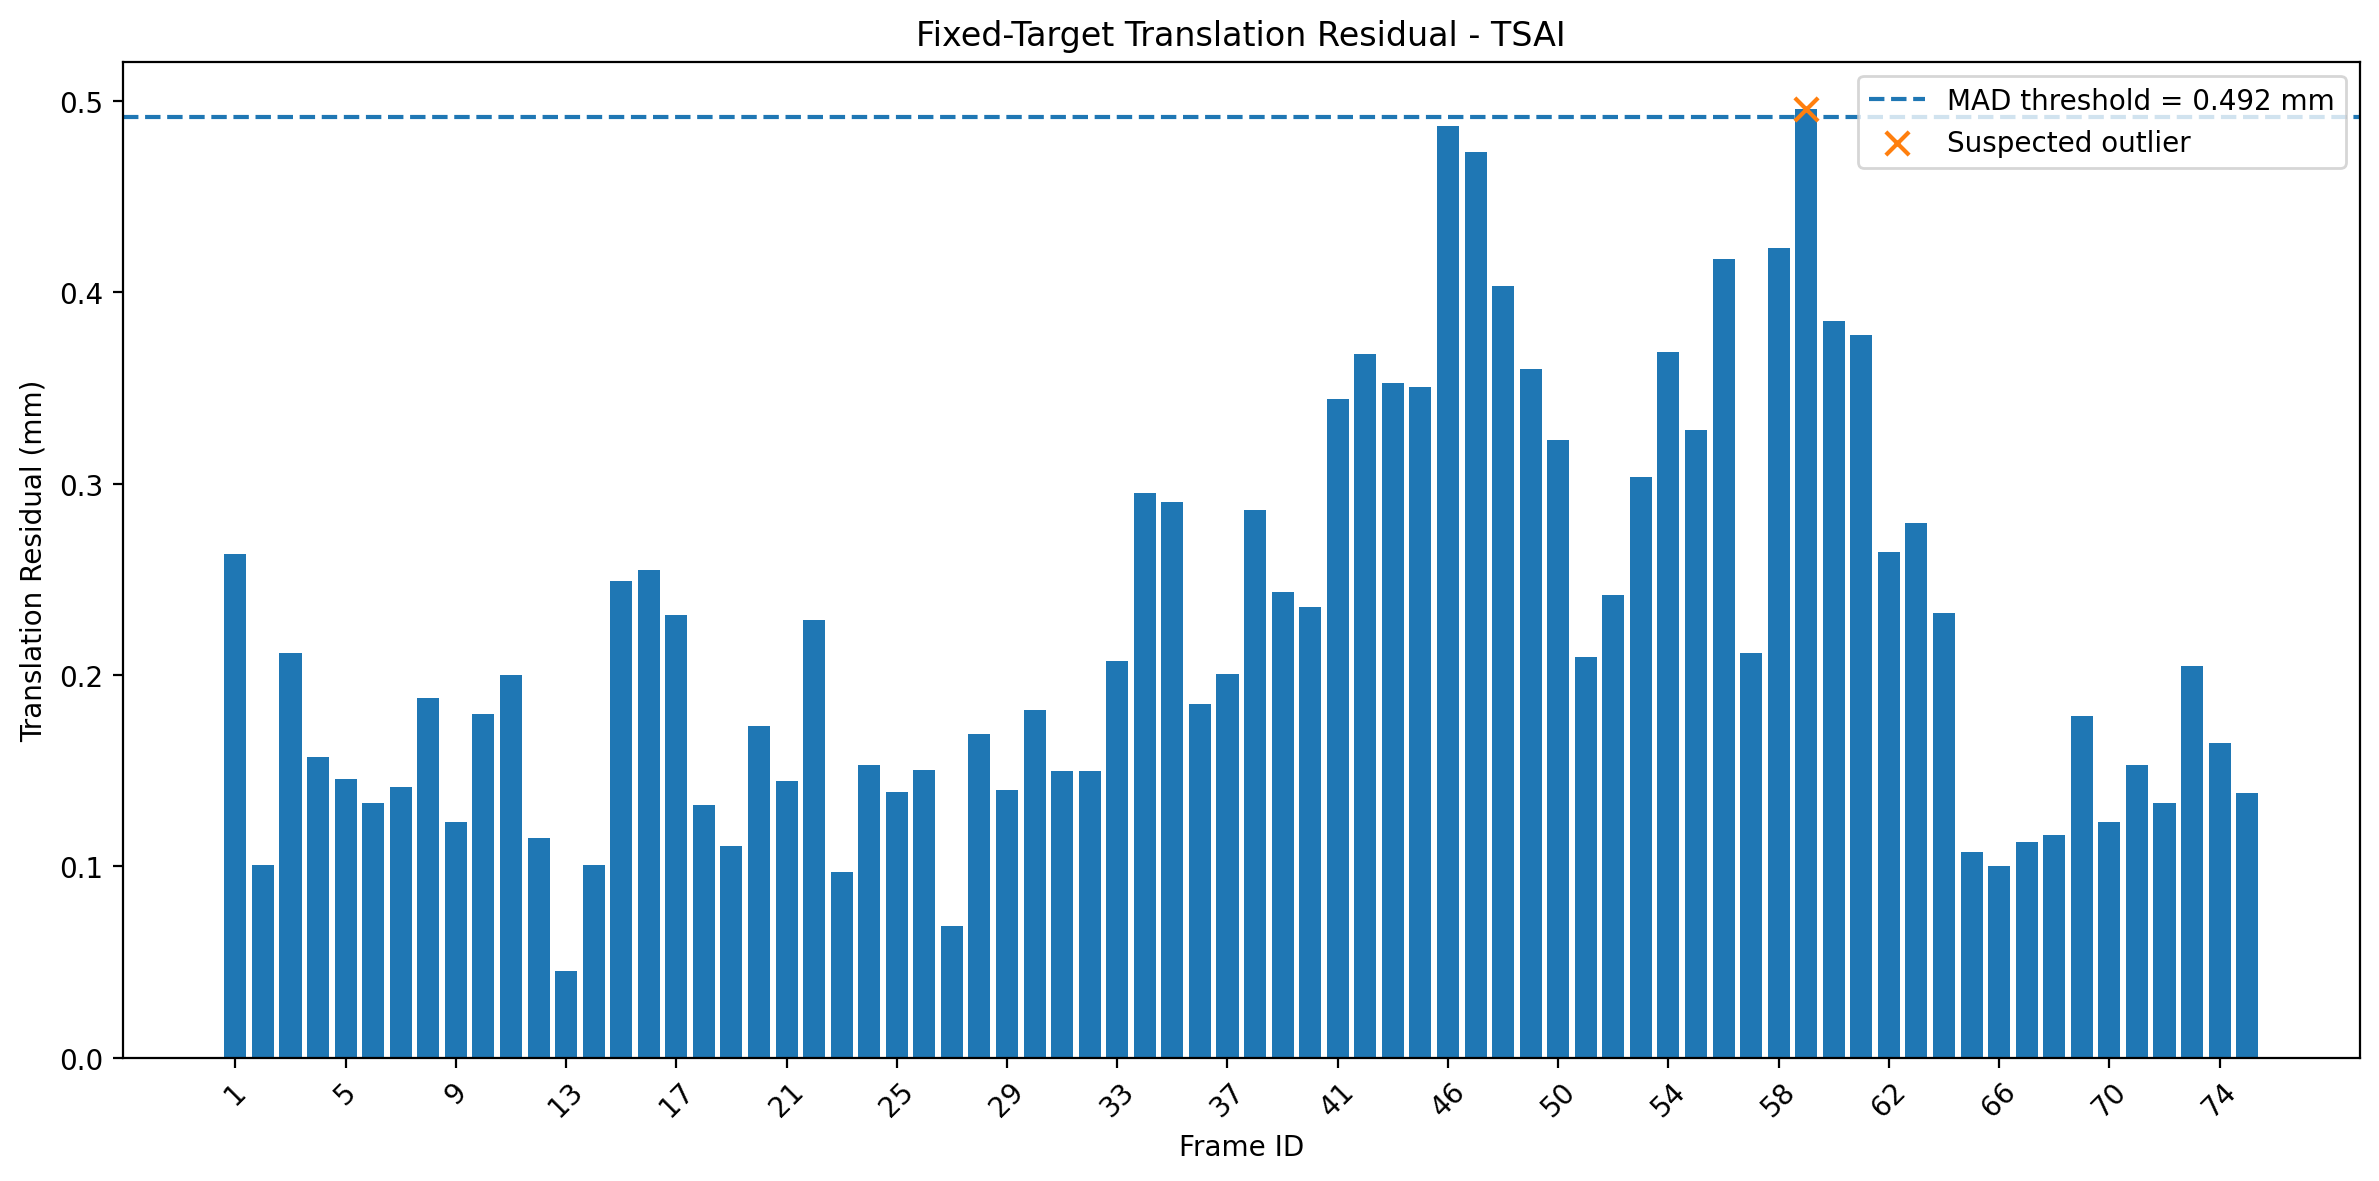 Fixed-Target Translation Residual - TSAI
MAD threshold = 0.492 mm
Suspected outlier
Translation Residual (mm)
0.5
0.4
0.3
0.2
0.1
0.0
1 5 9 13 17 21 25 29 33 37 41 46 50 54 58 62 66 70 74
Frame ID